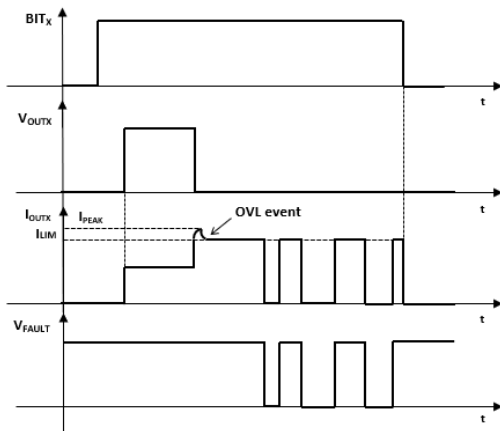 BITX
t
VOUTX
t
IOUTX IPEAK
OVL event
ILIM
t
VFAULT
t